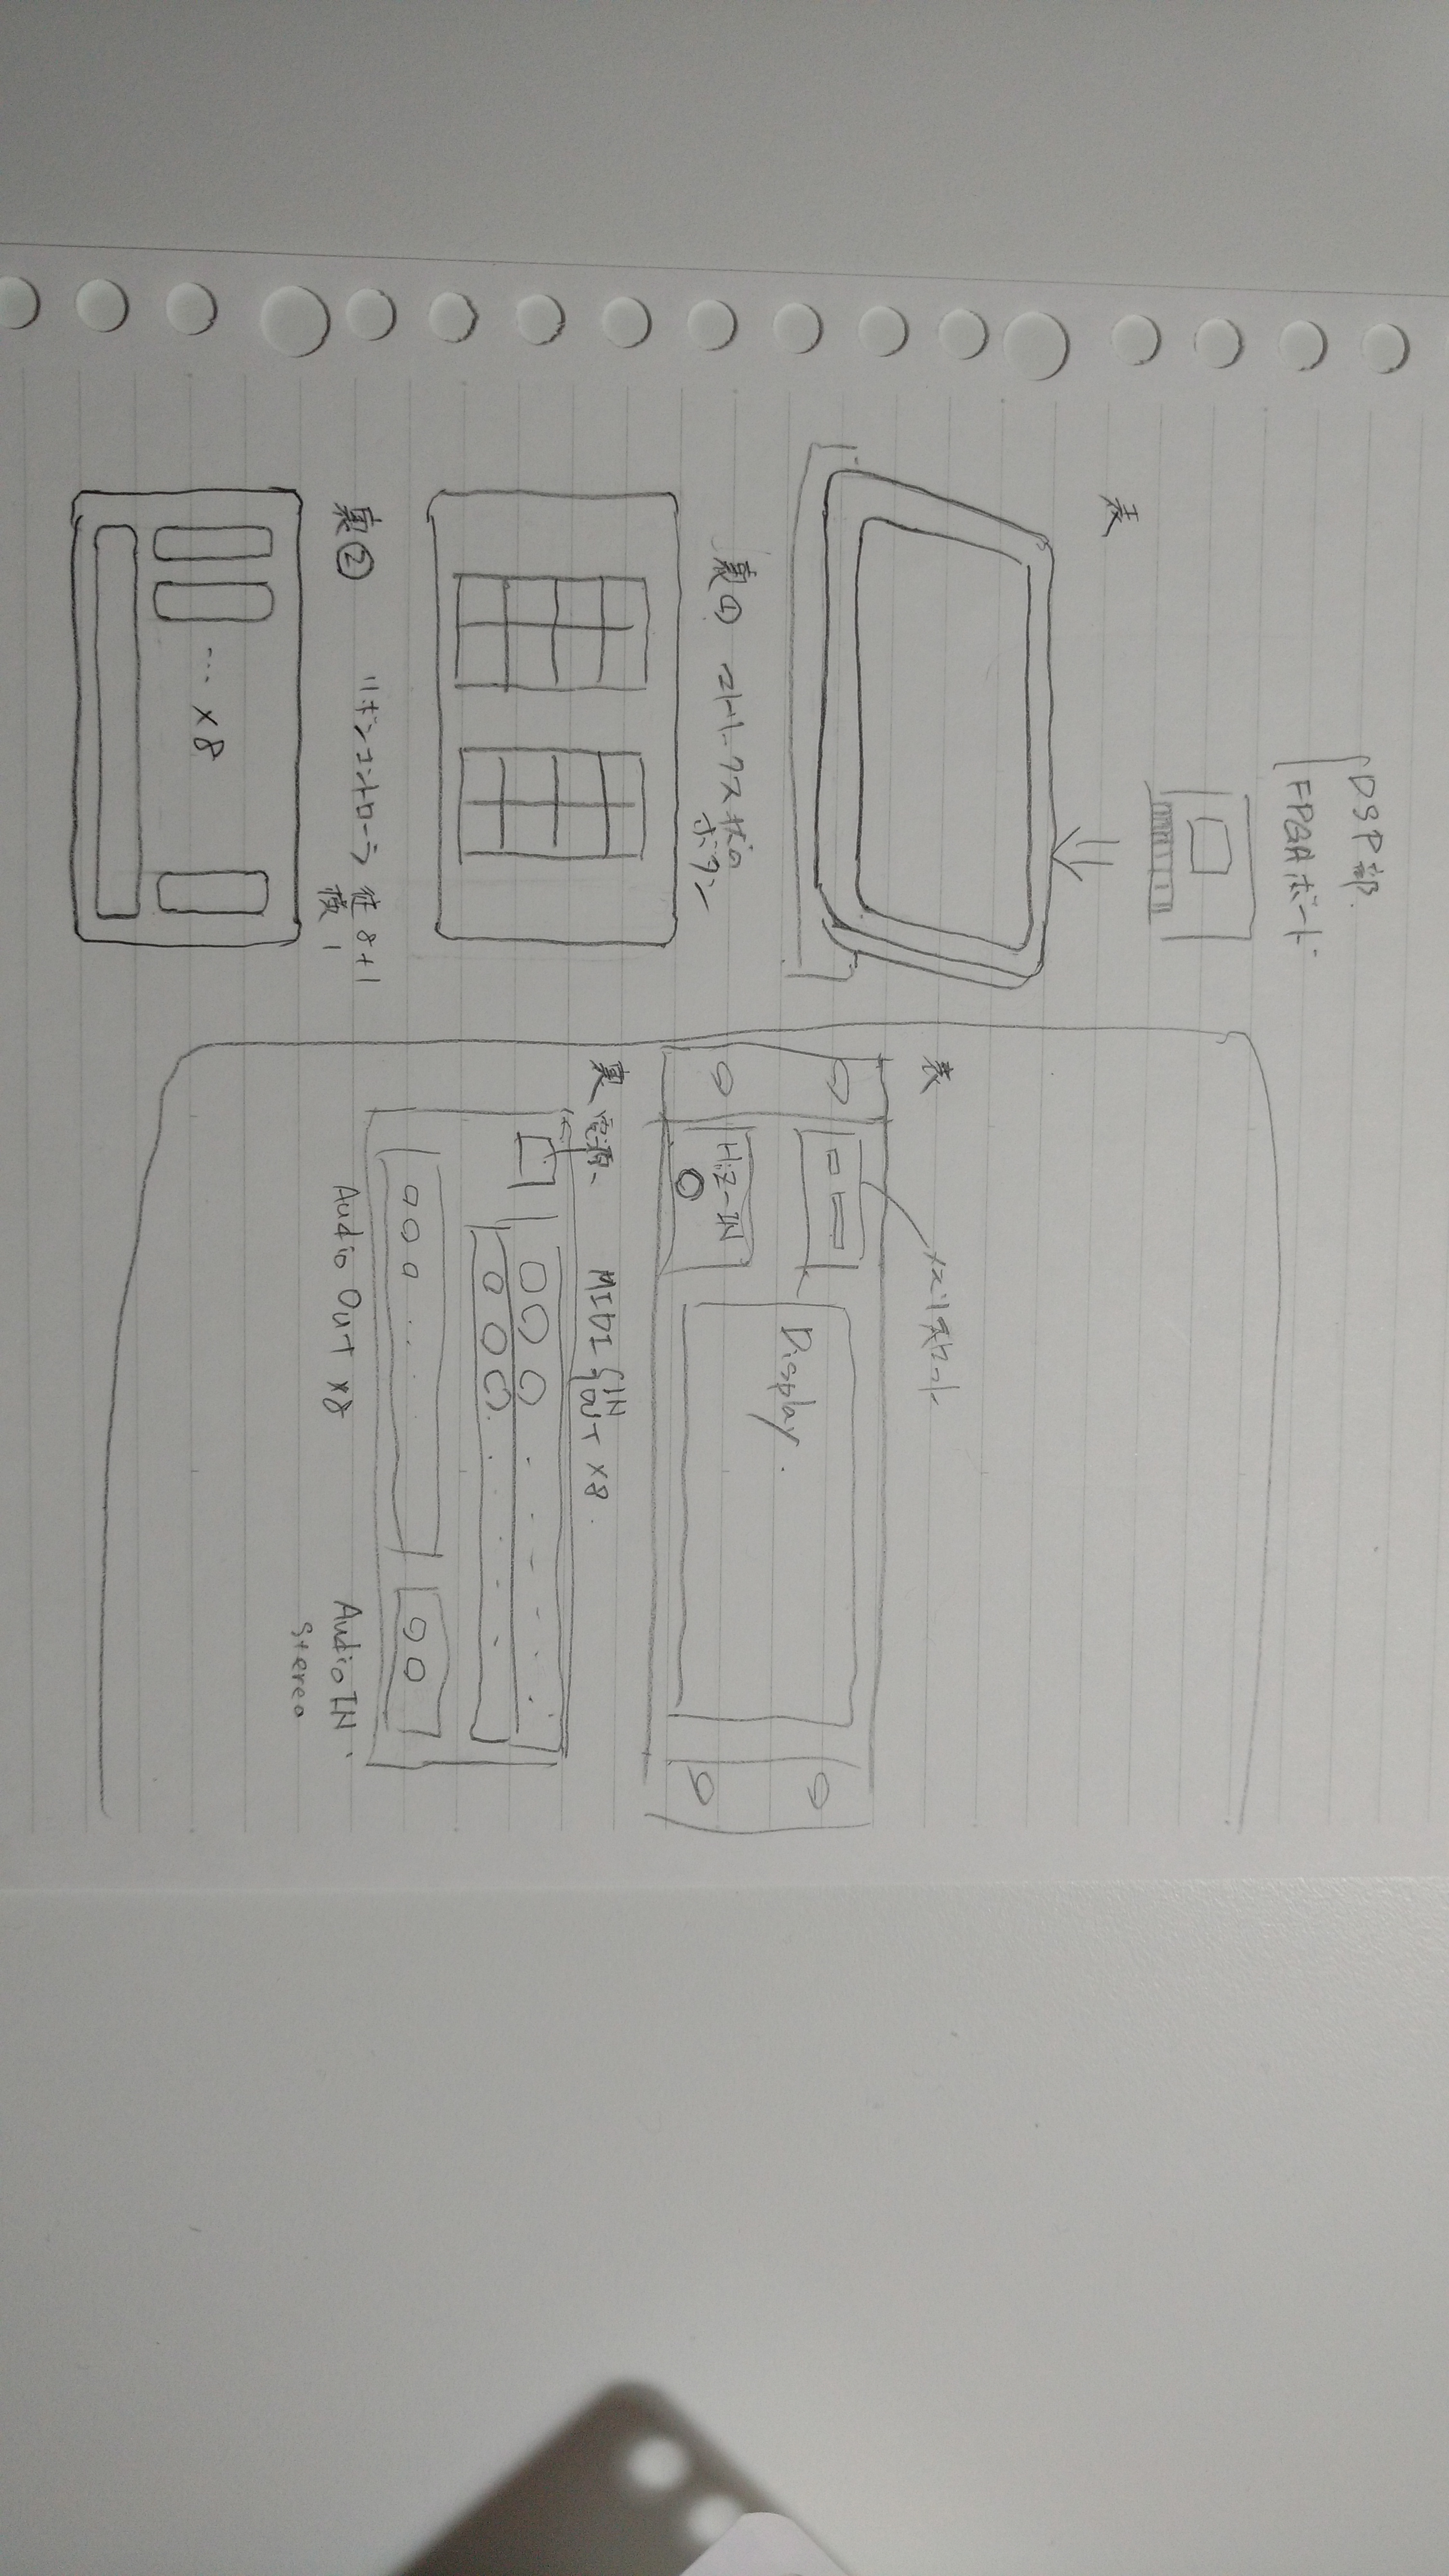 DSP部
FPGAボード
表
裏① マトリクス状の
ボタン
裏② リボンコントローラ 縦 8+1
横 1
... ×8
表
メモリスロット
Hi-Z-IN
Display.
裏
電源
MIDI IN
OUT ×8.
Audio Out ×8
Audio IN
Stereo